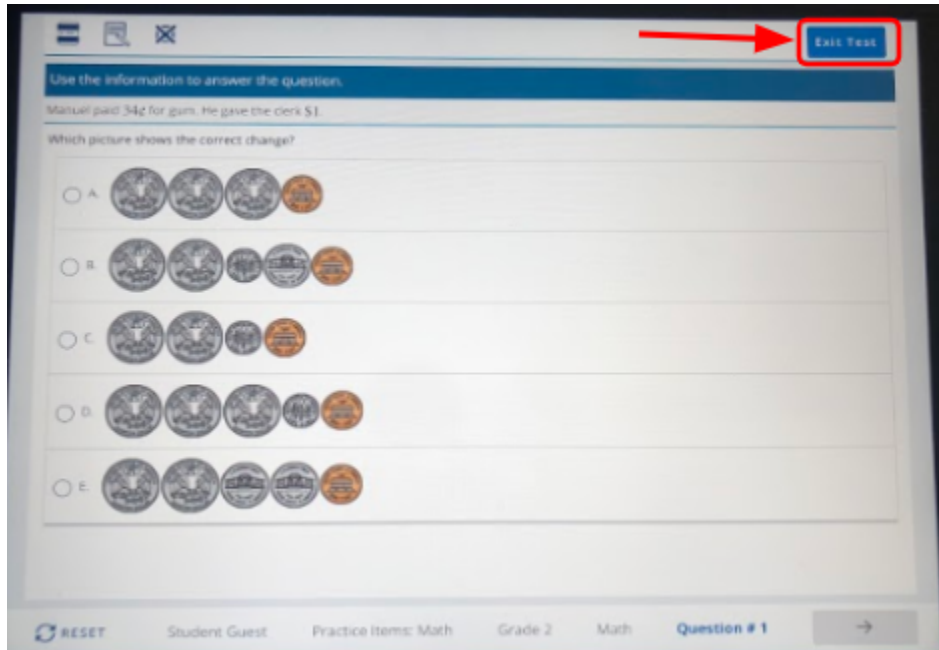 Exit Test
Use the information to answer the question.
Manuel paid 34¢ for gum. He gave the clerk $1.
Which picture shows the correct change?
A.
B.
C.
D.
E.
RESET Student Guest Practice Items: Math Grade 2 Math Question # 1